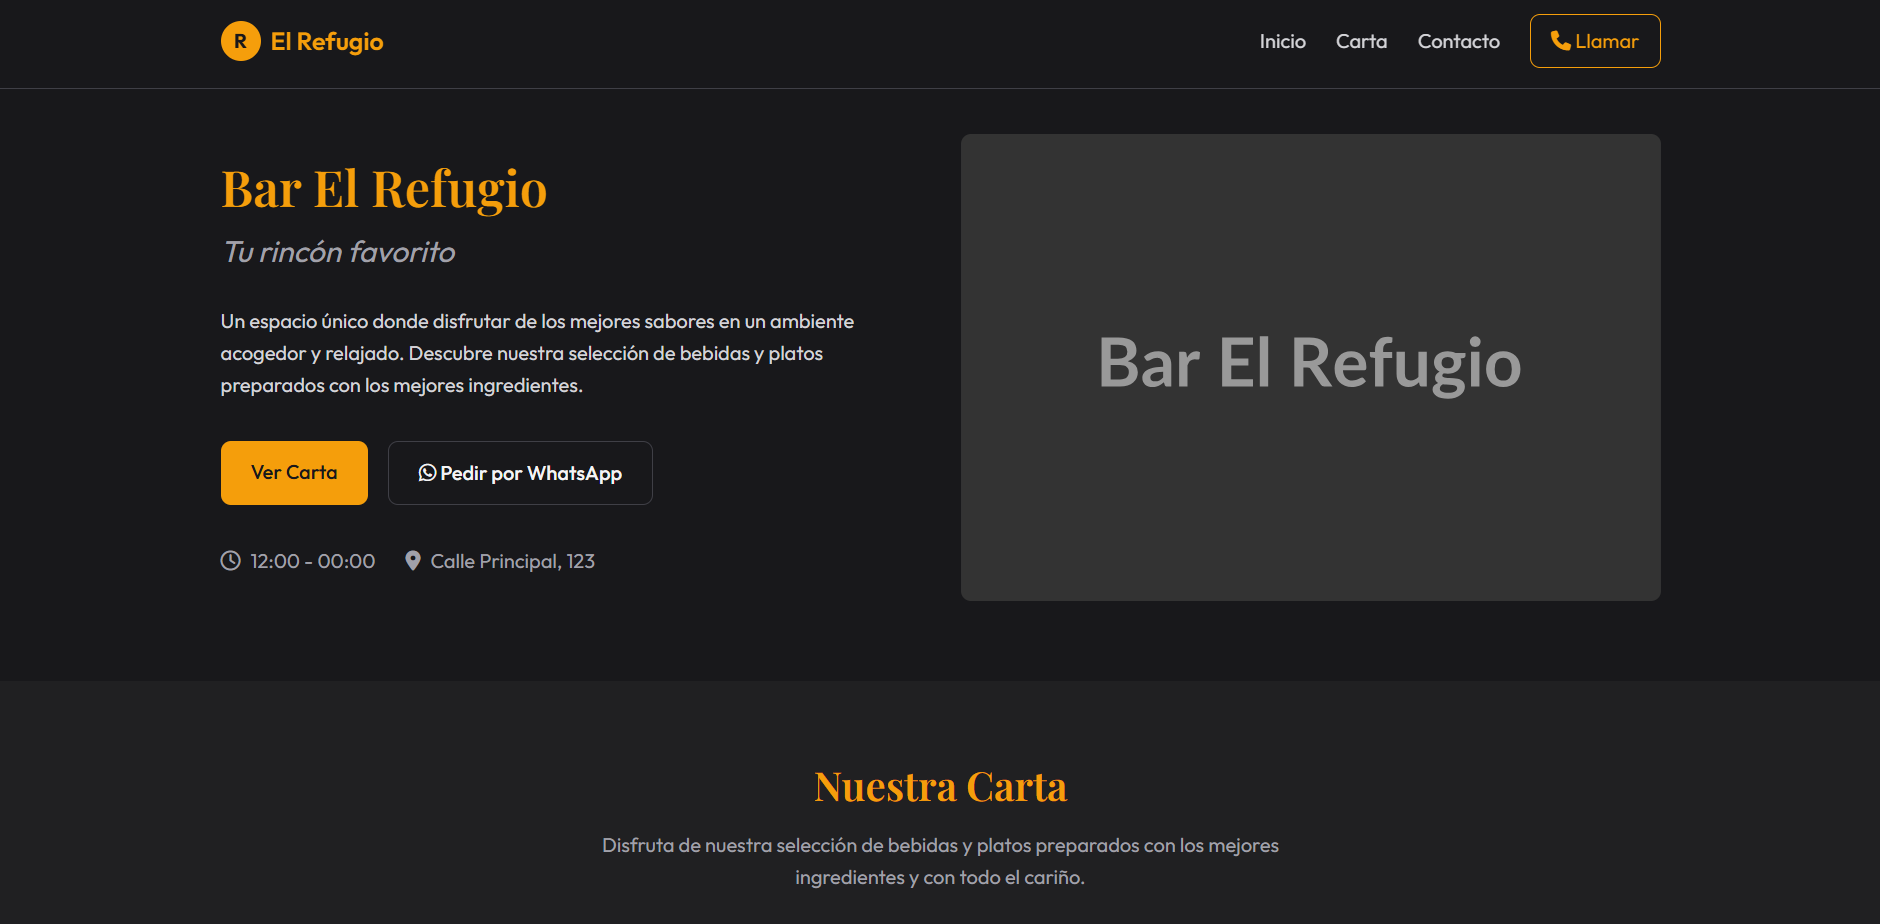 R El Refugio
Inicio Carta Contacto Llamar
Bar El Refugio
Tu rincón favorito
Un espacio único donde disfrutar de los mejores sabores en un ambiente
acogedor y relajado. Descubre nuestra selección de bebidas y platos
preparados con los mejores ingredientes.
Ver Carta Pedir por WhatsApp
12:00 - 00:00 Calle Principal, 123
Bar El Refugio
Nuestra Carta
Disfruta de nuestra selección de bebidas y platos preparados con los mejores
ingredientes y con todo el cariño.